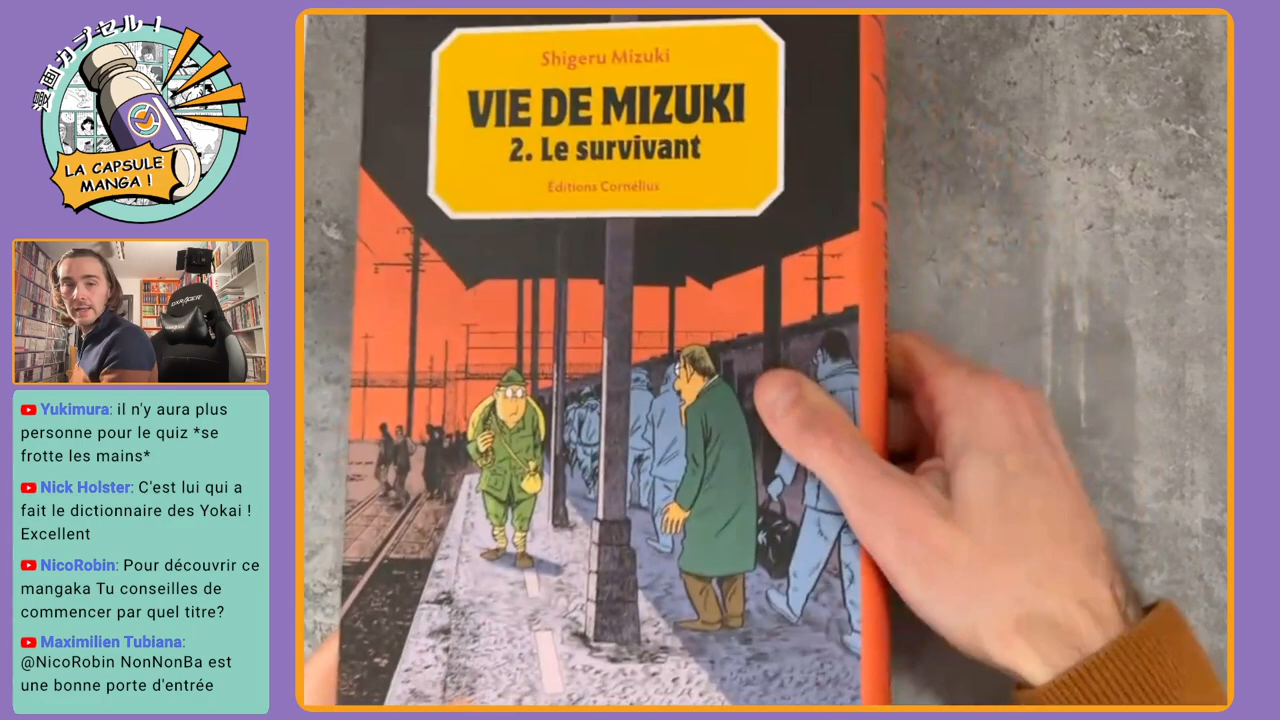 漫画カプセル！
LA CAPSULE
MANGA !
Shigeru Mizuki
VIE DE MIZUKI
2. Le survivant
Éditions Cornélius
DXRACER
Yukimura: il n'y aura plus
personne pour le quiz *se
frotte les mains*
Nick Holster: C'est lui qui a
fait le dictionnaire des Yokai !
Excellent
NicoRobin: Pour découvrir ce
mangaka Tu conseilles de
commencer par quel titre?
Maximilien Tubiana:
@NicoRobin NonNonBa est
une bonne porte d'entrée